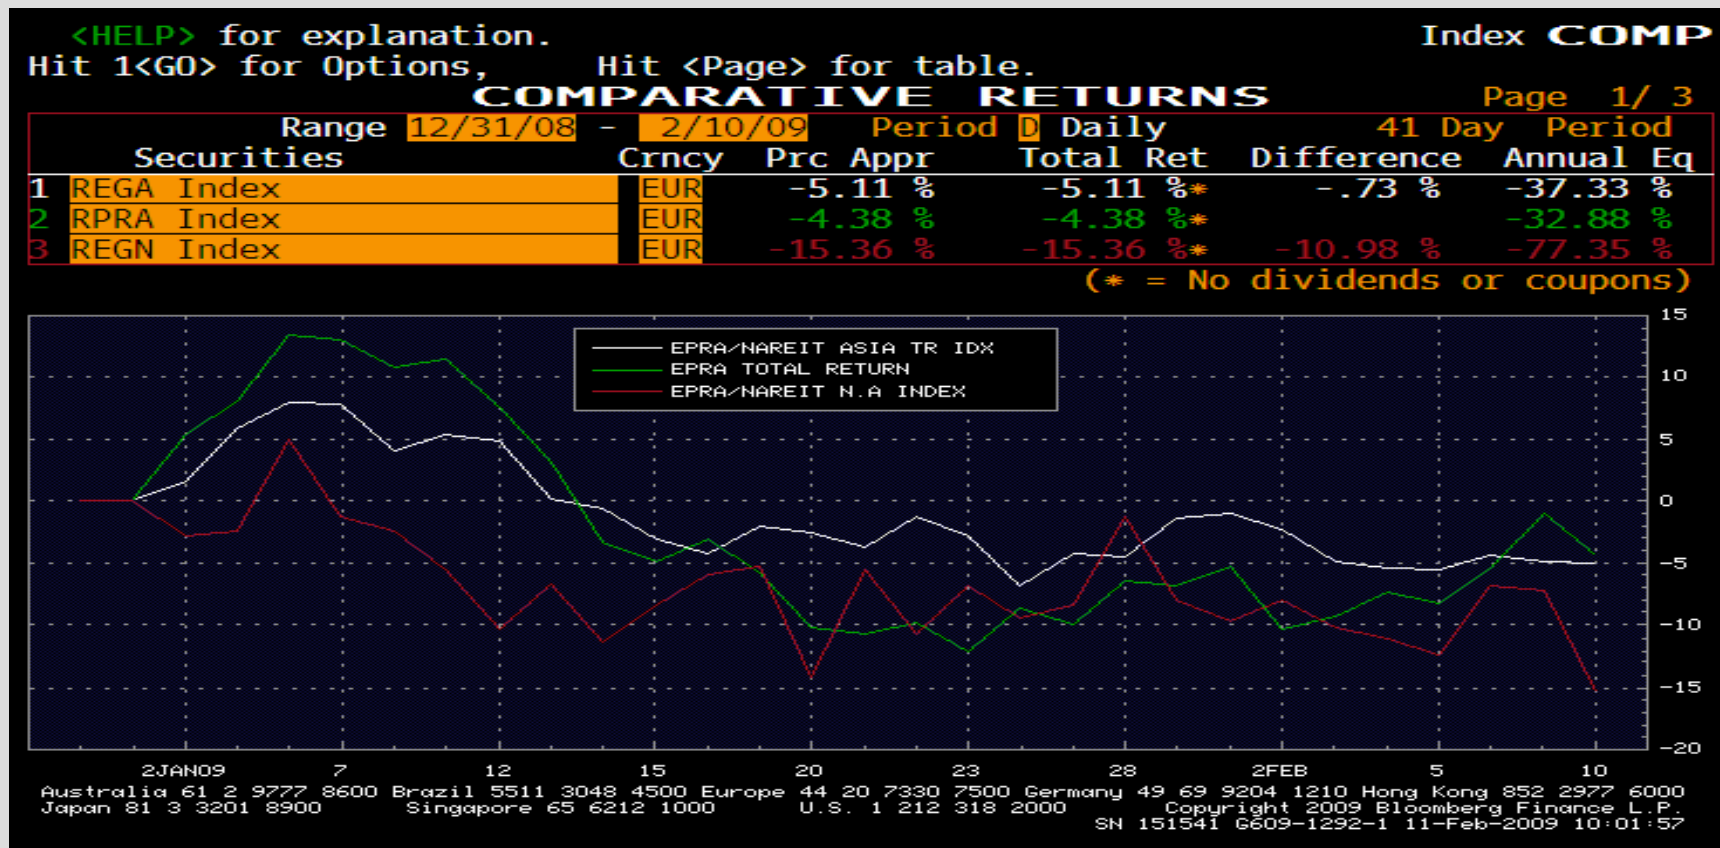 <HELP> for explanation. Index COMP
Hit 1<GO> for Options, Hit <Page> for table.
COMPARATIVE RETURNS Page 1/ 3
Range 12/31/08 - 2/10/09 Period D Daily 41 Day Period
Securities Crncy Prc Appr Total Ret Difference Annual Eq
1 REGA Index EUR -5.11 % -5.11 %* -.73 % -37.33 %
2 RPRA Index EUR -4.38 % -4.38 %* -32.88 %
3 REGN Index EUR -15.36 % -15.36 %* -10.98 % -77.35 %
(* = No dividends or coupons)
EPRA/NAREIT ASIA TR IDX
EPRA TOTAL RETURN
EPRA/NAREIT N.A INDEX
15
10
5
0
-5
-10
-15
-20
2JAN09 7 12 15 20 23 28 2FEB 5 10
Australia 61 2 9777 8600 Brazil 5511 3048 4500 Europe 44 20 7330 7500 Germany 49 69 9204 1210 Hong Kong 852 2977 6000
Japan 81 3 3201 8900 Singapore 65 6212 1000 U.S. 1 212 318 2000 Copyright 2009 Bloomberg Finance L.P.
SN 151541 G609-1292-1 11-Feb-2009 10:01:57